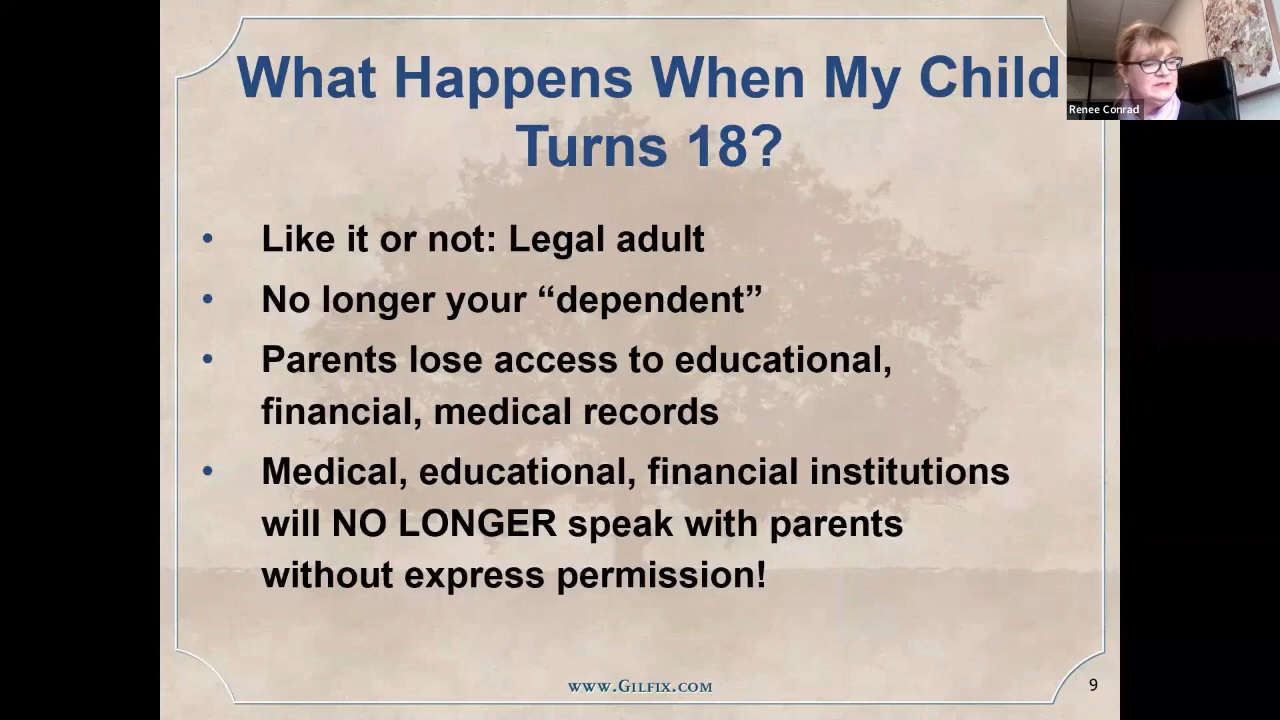 What Happens When My Child
Turns 18?
Renee Conrad
• Like it or not: Legal adult
• No longer your “dependent”
• Parents lose access to educational,
financial, medical records
• Medical, educational, financial institutions
will NO LONGER speak with parents
without express permission!
www.Gilfix.com
9